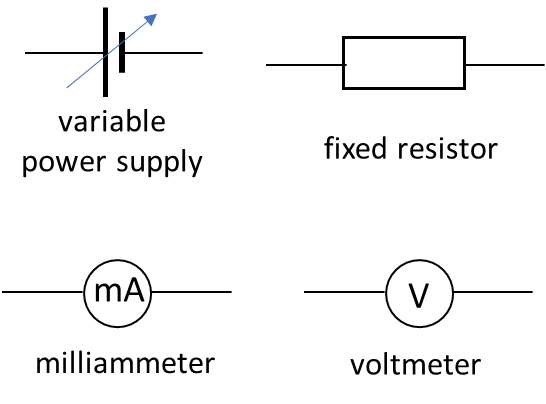 variable
power supply
fixed resistor
mA
V
milliammeter
voltmeter